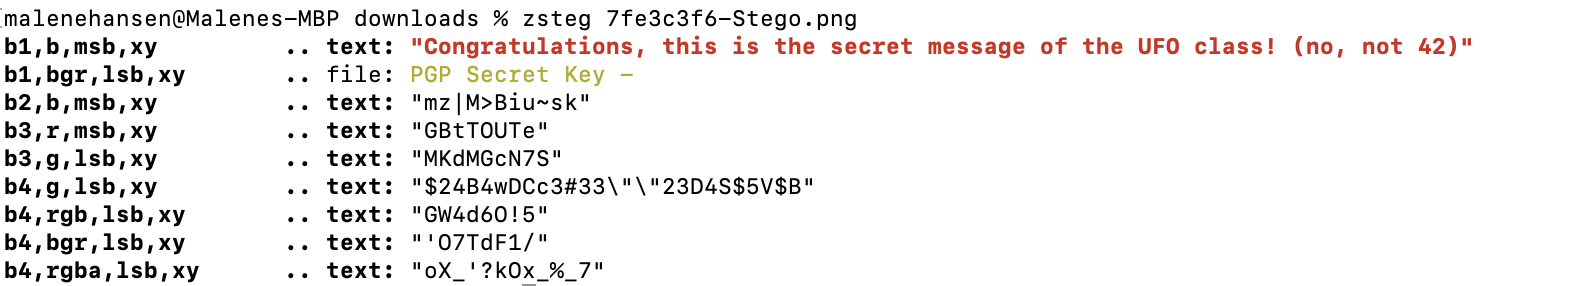 malenehansen@Malenes-MBP downloads % zsteg 7fe3c3f6-Stego.png
b1,b,msb,xy .. text: "Congratulations, this is the secret message of the UFO class! (no, not 42)"
b1,bgr,lsb,xy .. file: PGP Secret Key -
b2,b,msb,xy .. text: "mz|M>Biu~sk"
b3,r,msb,xy .. text: "GBtTOUTe"
b3,g,lsb,xy .. text: "MKdMGcN7S"
b4,g,lsb,xy .. text: "$24B4wDCc3#33\"\"23D4S$5V$B"
b4,rgb,lsb,xy .. text: "GW4d6O!5"
b4,bgr,lsb,xy .. text: "'O7TdF1/"
b4,rgba,lsb,xy .. text: "oX_'?kOx_%_7"